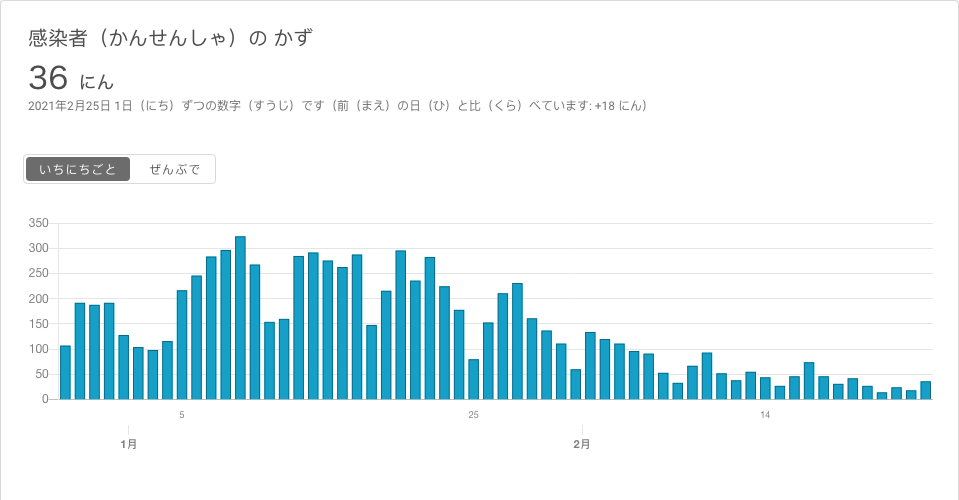 感染者（かんせんしゃ）の かず
36 にん
2021年2月25日 1日（にち）ずつの数字（すうじ）です（前（まえ）の日（ひ）と比（くら）べています: +18 にん）
いちにちごと ぜんぶで
350
300
250
200
150
100
50
0
5 25 14
1月 2月